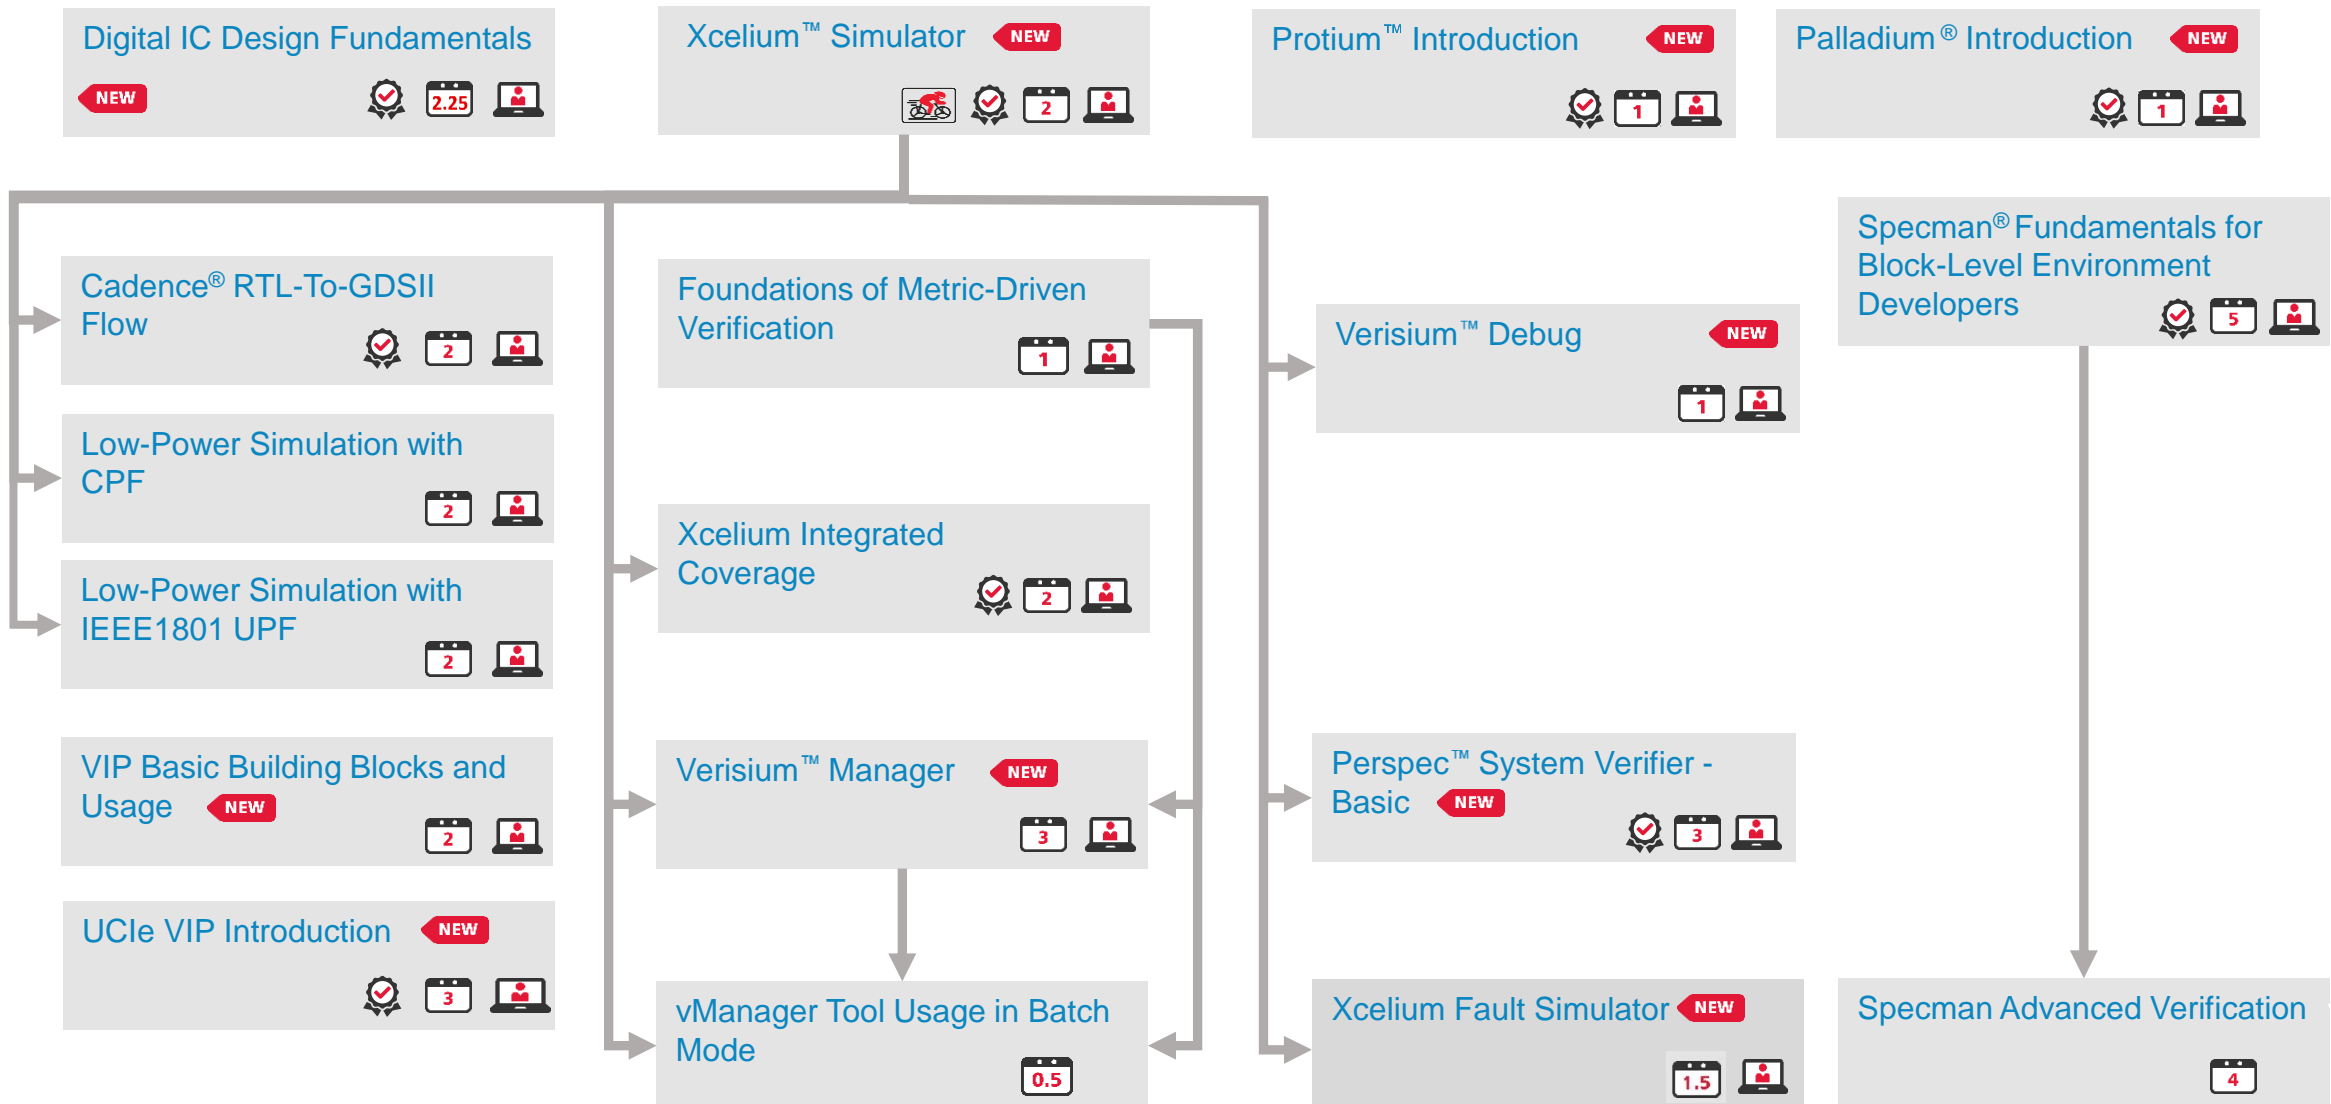 Digital IC Design Fundamentals
NEW
2.25
Xcelium™ Simulator NEW
2
Protium™ Introduction NEW
1
Palladium® Introduction NEW
1
Cadence® RTL-To-GDSII
Flow
2
Foundations of Metric-Driven
Verification
1
Verisium™ Debug NEW
1
Specman® Fundamentals for
Block-Level Environment
Developers
5
Low-Power Simulation with
CPF
2
Xcelium Integrated
Coverage
2
Low-Power Simulation with
IEEE1801 UPF
2
VIP Basic Building Blocks and
Usage NEW
2
Verisium™ Manager NEW
3
Perspec™ System Verifier -
Basic NEW
3
UCIe VIP Introduction NEW
3
vManager Tool Usage in Batch
Mode
0.5
Xcelium Fault Simulator NEW
1.5
Specman Advanced Verification
4